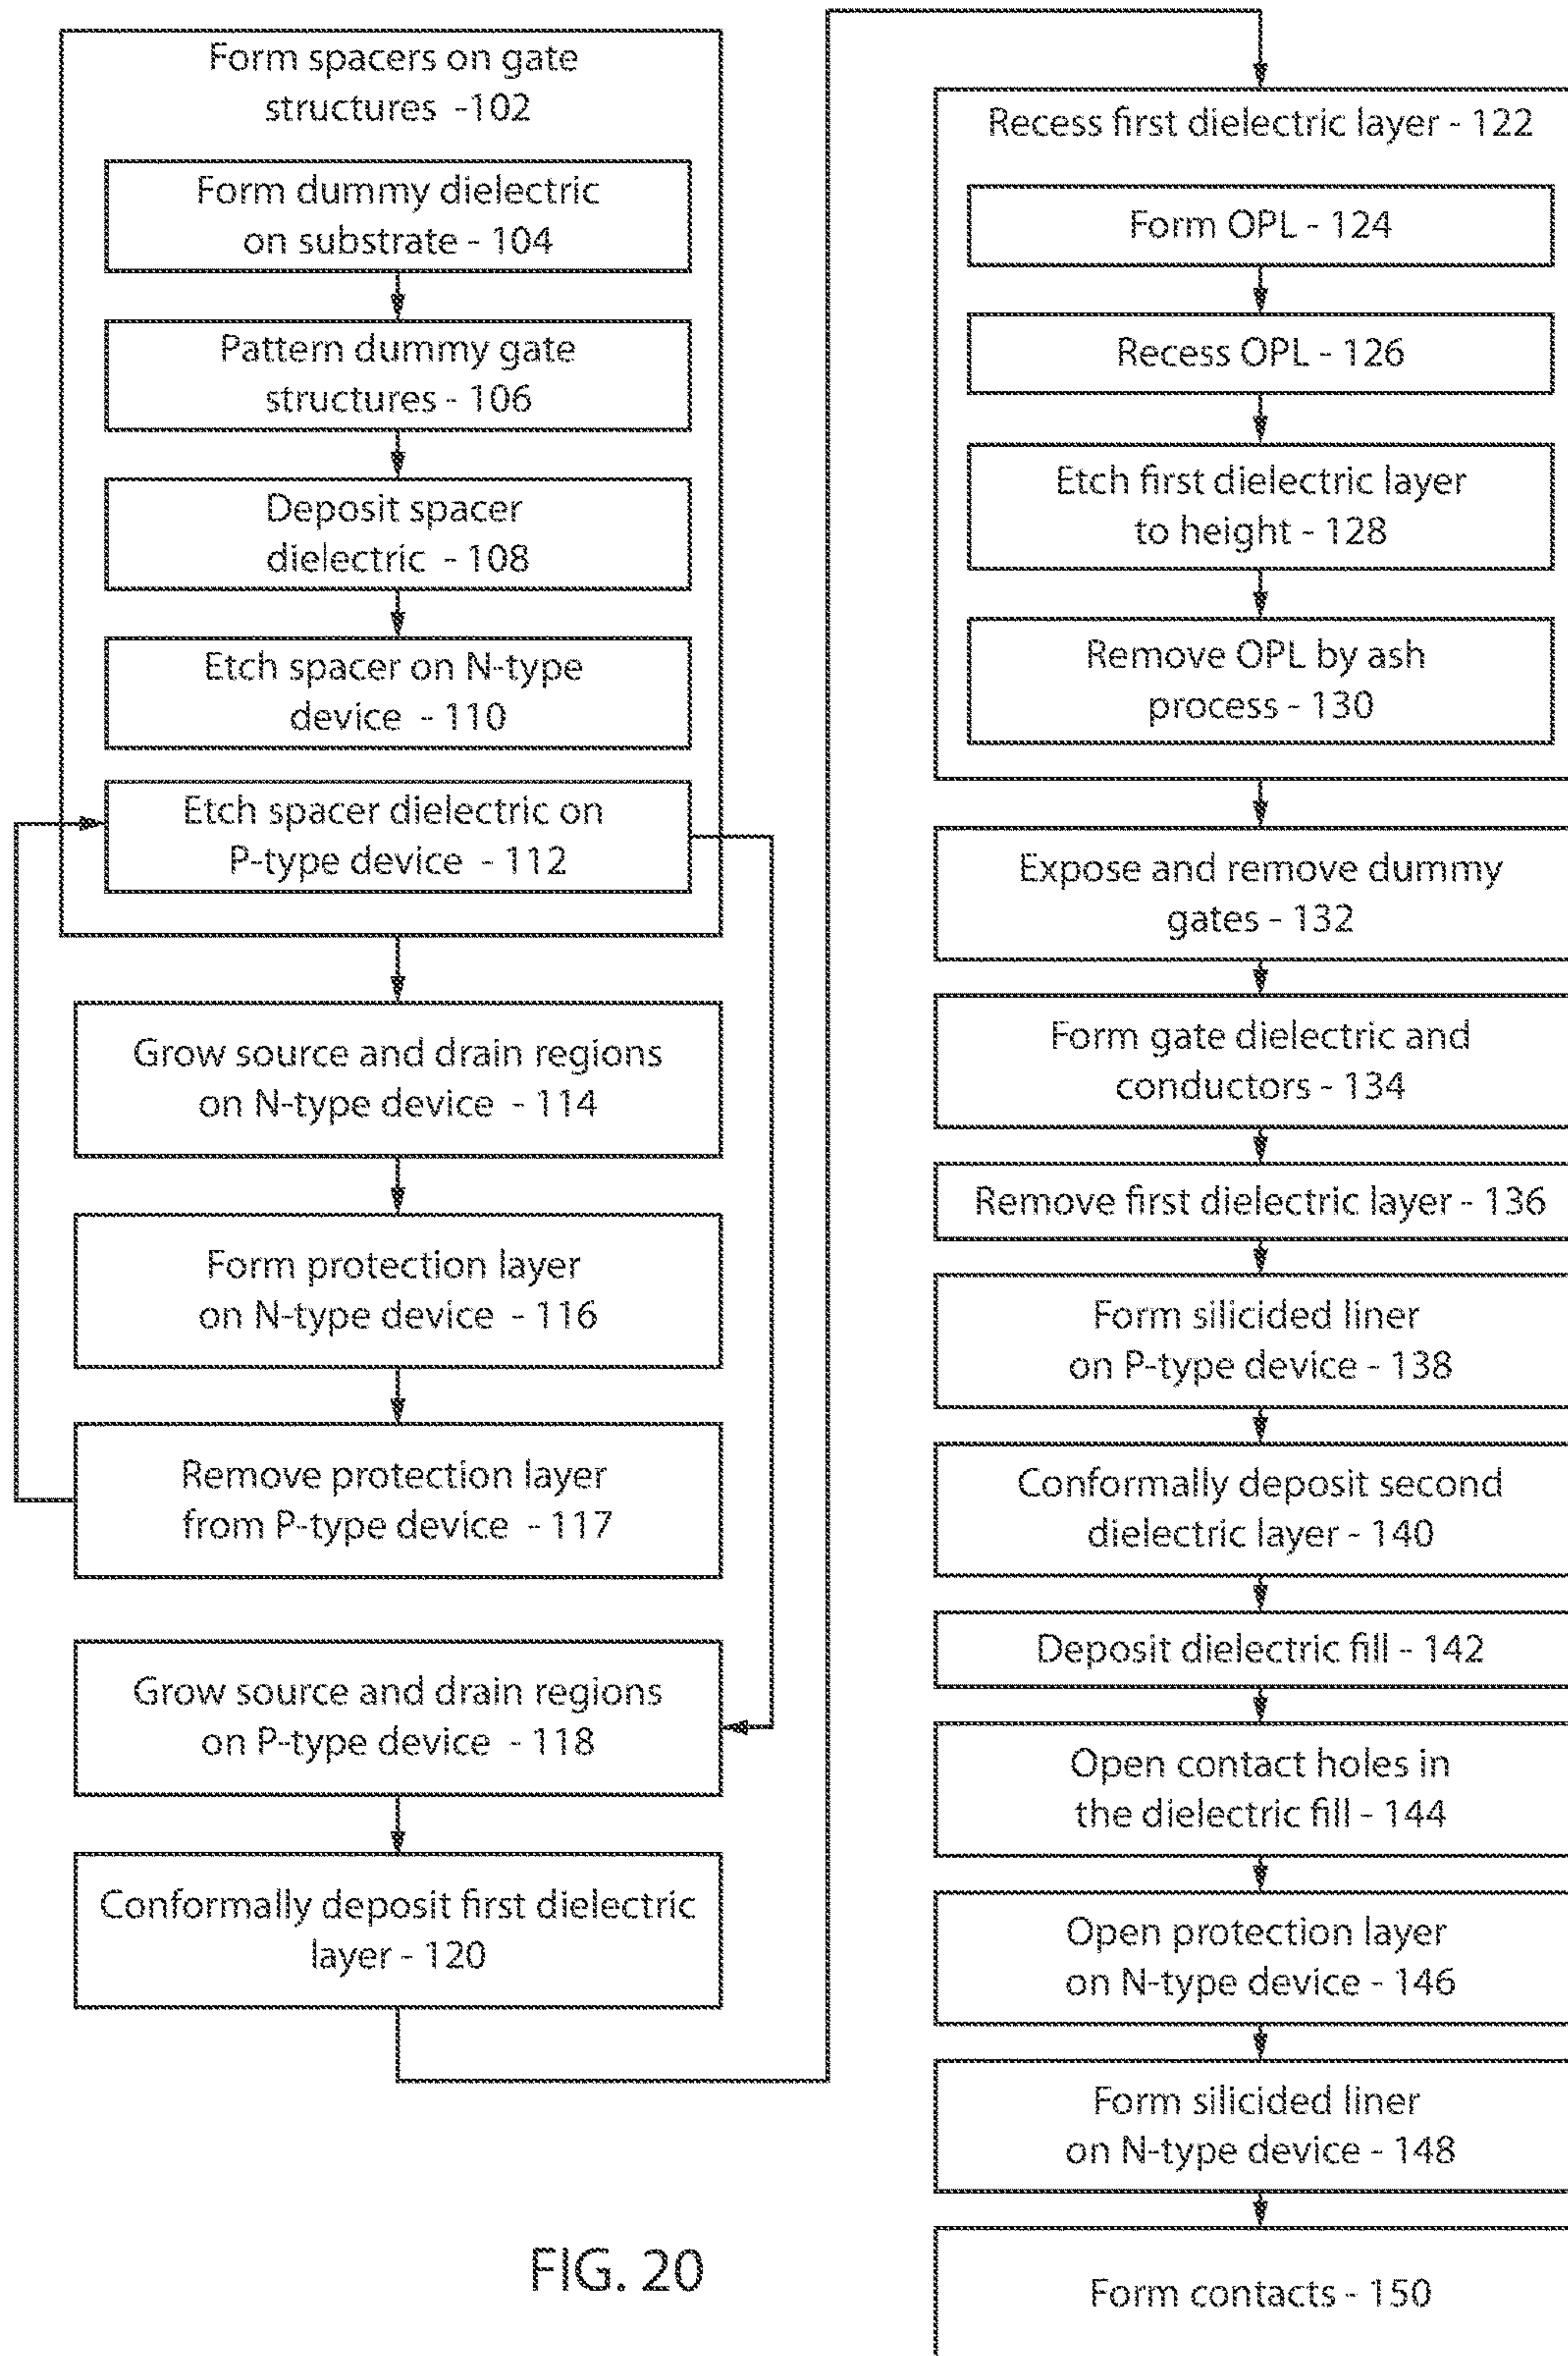 Form spacers on gate
structures -102
Form dummy dielectric
on substrate - 104
Pattern dummy gate
structures - 106
Deposit spacer
dielectric - 108
Etch spacer on N-type
device - 110
Etch spacer dielectric on
P-type device - 112
Grow source and drain regions
on N-type device - 114
Form protection layer
on N-type device - 116
Remove protection layer
from P-type device - 117
Grow source and drain regions
on P-type device - 118
Conformally deposit first dielectric
layer - 120
Recess first dielectric layer - 122
Form OPL - 124
Recess OPL - 126
Etch first dielectric layer
to height - 128
Remove OPL by ash
process - 130
Expose and remove dummy
gates - 132
Form gate dielectric and
conductors - 134
Remove first dielectric layer - 136
Form silicided liner
on P-type device - 138
Conformally deposit second
dielectric layer - 140
Deposit dielectric fill - 142
Open contact holes in
the dielectric fill - 144
Open protection layer
on N-type device - 146
Form silicided liner
on N-type device - 148
Form contacts - 150
FIG. 20